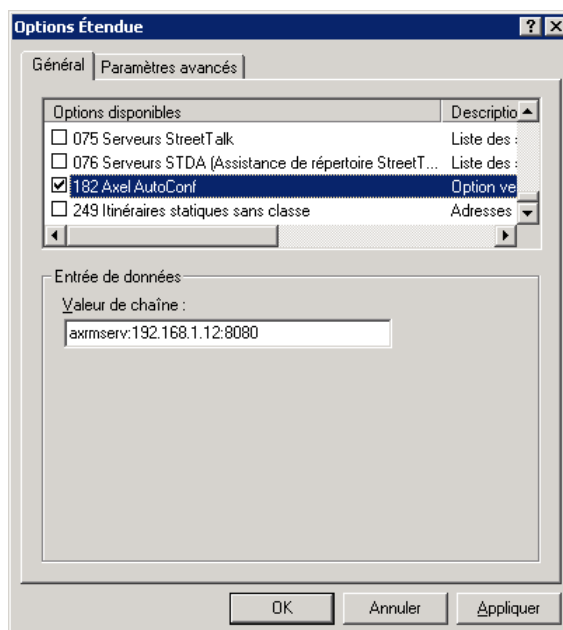 Options Étendue
Général
Paramètres avancés
Options disponibles Descriptio
075 Serveurs StreetTalk Liste des :
076 Serveurs STDA (Assistance de répertoire StreetT... Liste des :
182 Axel AutoConf Option ve
249 Itinéraires statiques sans classe Adresses
Entrée de données
Valeur de chaîne :
axrmserv:192.168.1.12:8080
OK Annuler Appliquer